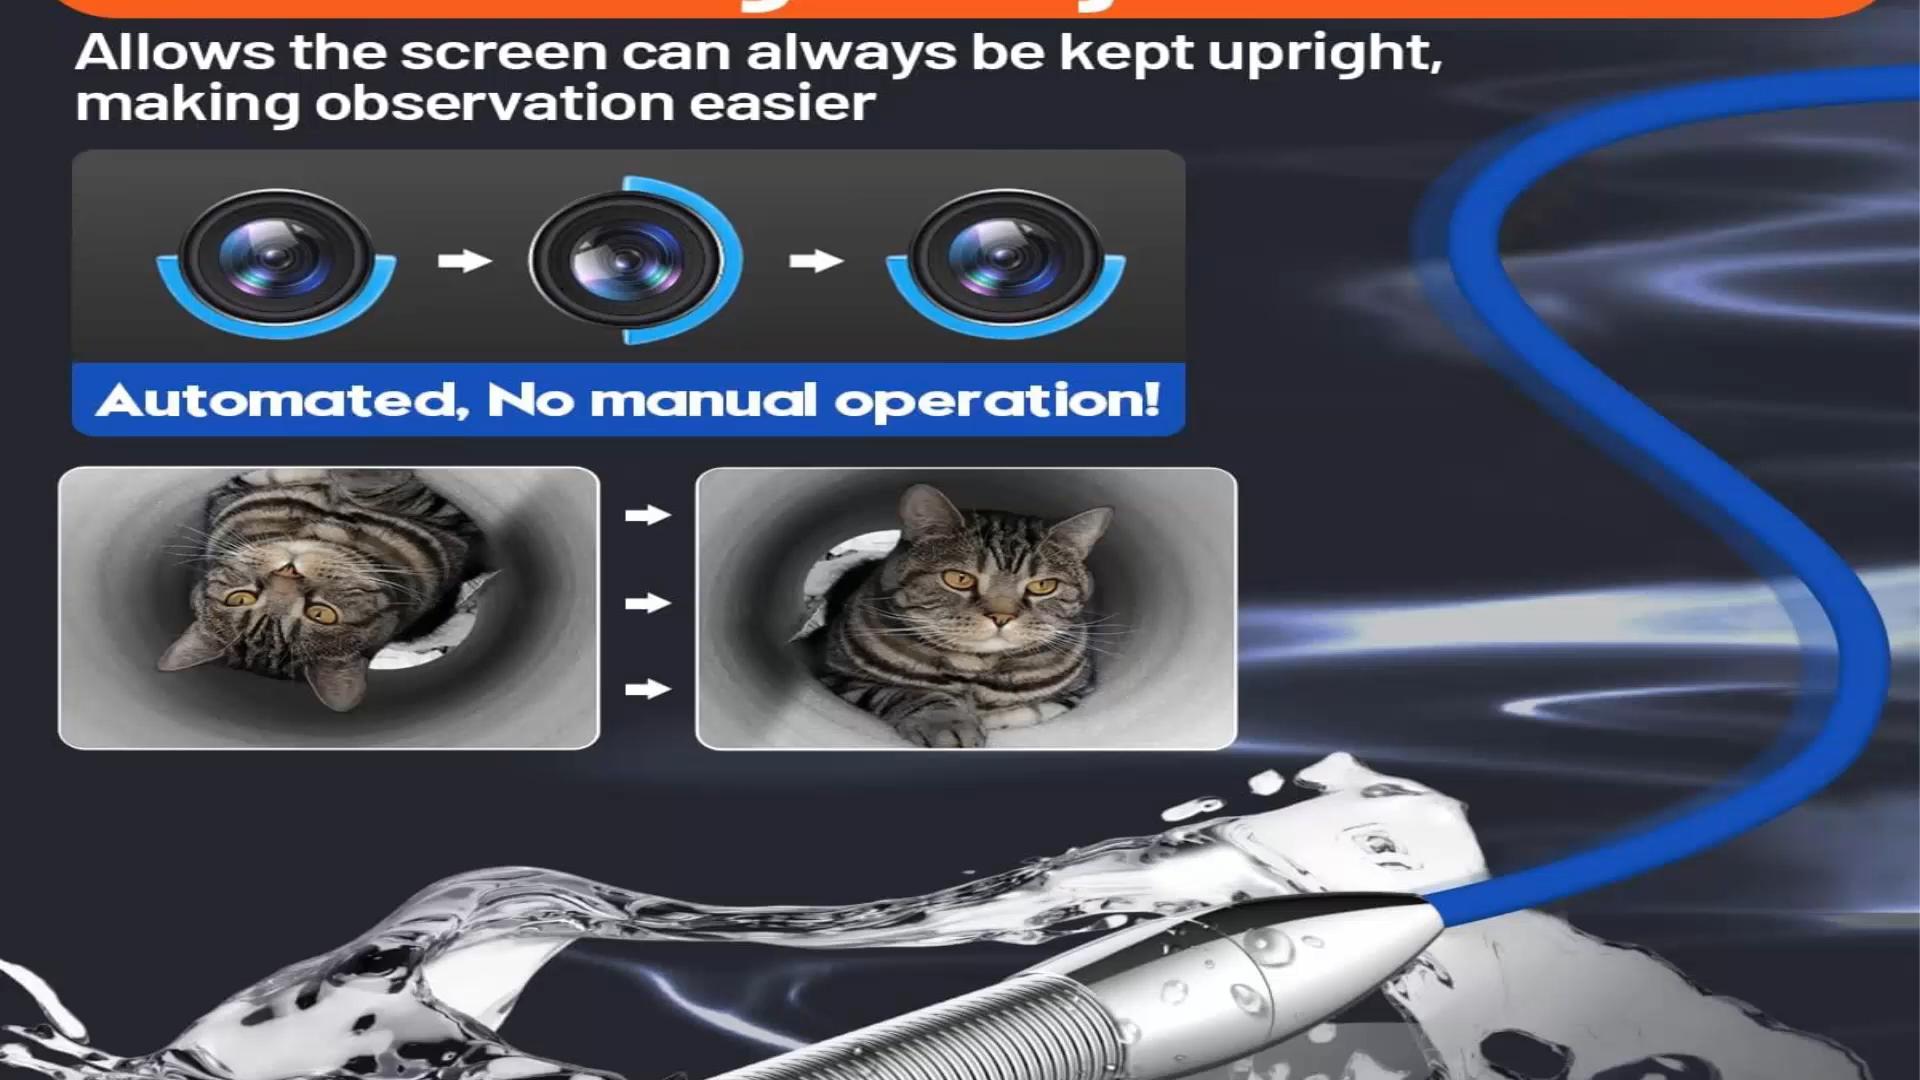 Allows the screen can always be kept upright,
making observation easier
Automated, No manual operation!